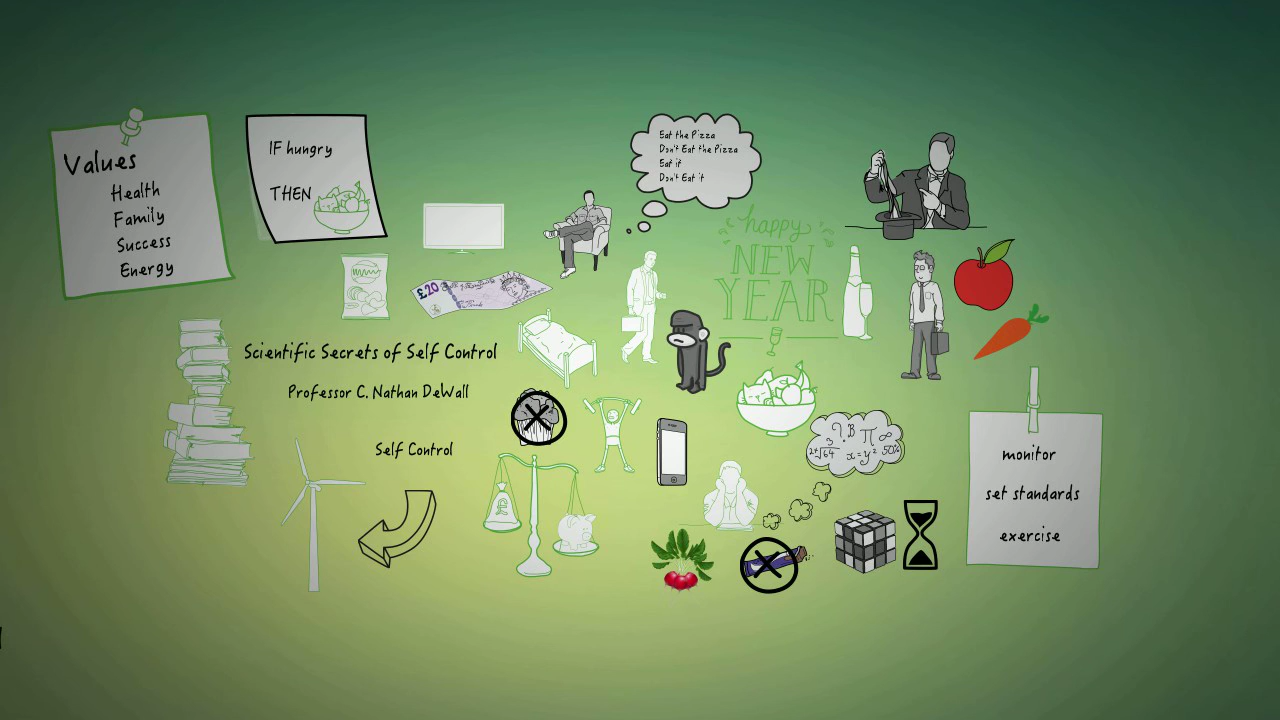 Values
Health
Family
Success
Energy
IF hungry
THEN
Eat the Pizza
Don't Eat the Pizza
Eat it
Don't Eat it
happy
NEW
YEAR
£20
Scientific Secrets of Self Control
Professor C. Nathan DeWall
Self Control
£
monitor
set standards
exercise